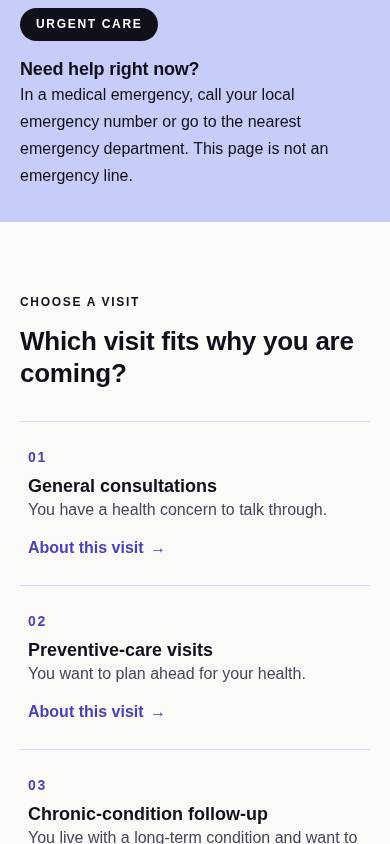 URGENT CARE
Need help right now?
In a medical emergency, call your local
emergency number or go to the nearest
emergency department. This page is not an
emergency line.
CHOOSE A VISIT
Which visit fits why you are
coming?
01
General consultations
You have a health concern to talk through.
About this visit →
02
Preventive-care visits
You want to plan ahead for your health.
About this visit →
03
Chronic-condition follow-up
You live with a long-term condition and want to